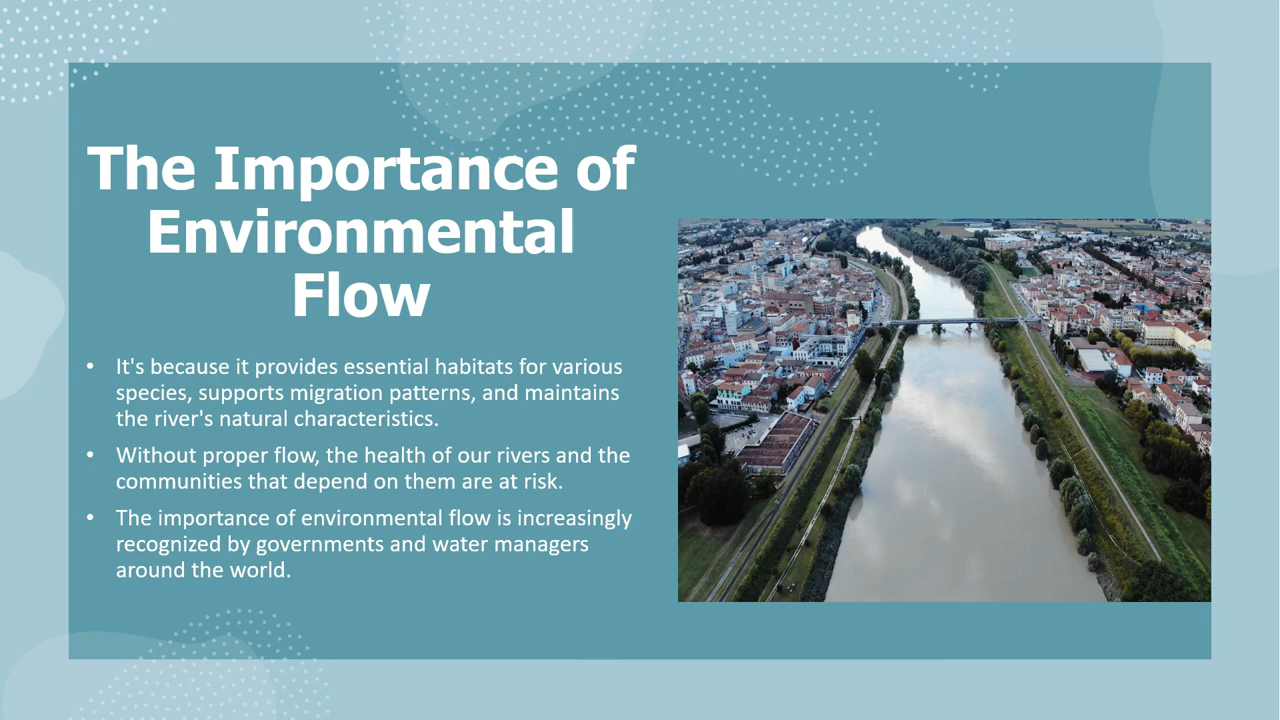 The Importance of
Environmental
Flow
• It's because it provides essential habitats for various
species, supports migration patterns, and maintains
the river's natural characteristics.
• Without proper flow, the health of our rivers and the
communities that depend on them are at risk.
• The importance of environmental flow is increasingly
recognized by governments and water managers
around the world.